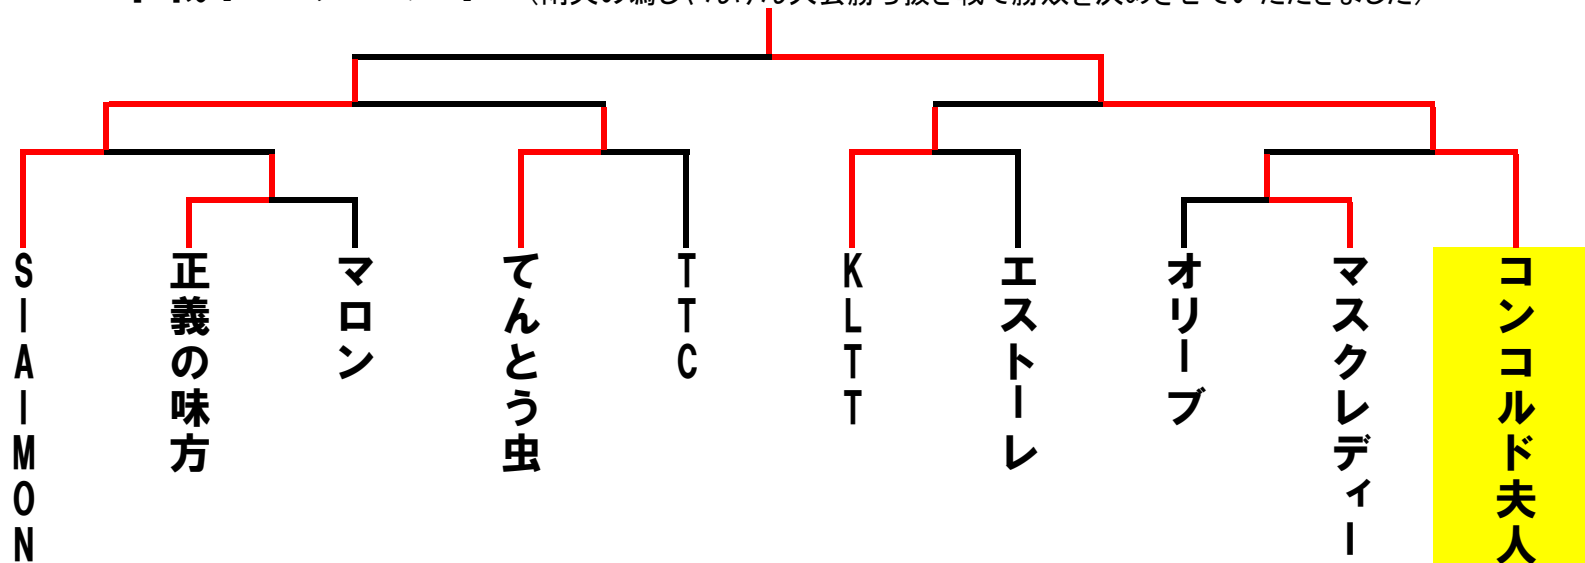 SIAIMON
正義の味方
マロン
てんとう虫
TTC
KLTT
エストーレ
オリーブ
マスクレディー
コンコルド夫人